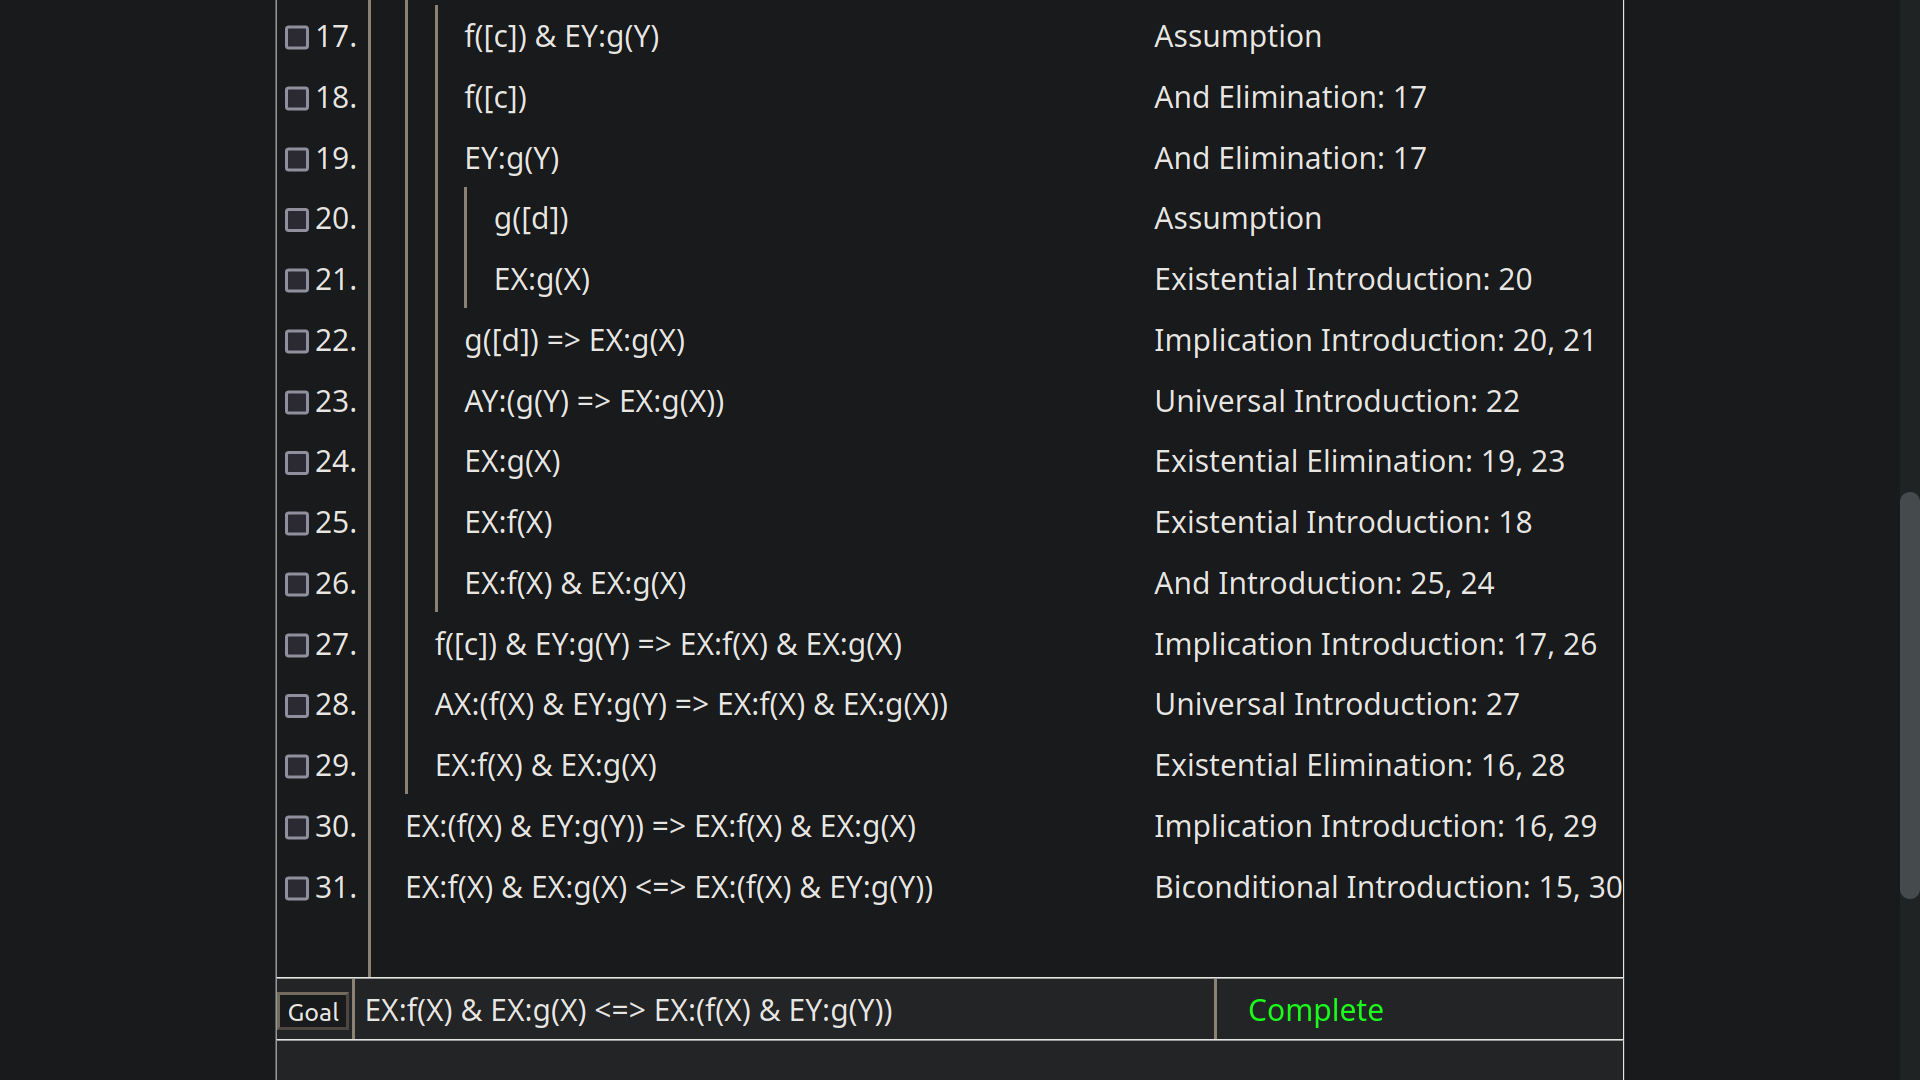 17. f([c]) & EY:g(Y) Assumption
18. f([c]) And Elimination: 17
19. EY:g(Y) And Elimination: 17
20. g([d]) Assumption
21. EX:g(X) Existential Introduction: 20
22. g([d]) => EX:g(X) Implication Introduction: 20, 21
23. AY:(g(Y) => EX:g(X)) Universal Introduction: 22
24. EX:g(X) Existential Elimination: 19, 23
25. EX:f(X) Existential Introduction: 18
26. EX:f(X) & EX:g(X) And Introduction: 25, 24
27. f([c]) & EY:g(Y) => EX:f(X) & EX:g(X) Implication Introduction: 17, 26
28. AX:(f(X) & EY:g(Y) => EX:f(X) & EX:g(X)) Universal Introduction: 27
29. EX:f(X) & EX:g(X) Existential Elimination: 16, 28
30. EX:(f(X) & EY:g(Y)) => EX:f(X) & EX:g(X) Implication Introduction: 16, 29
31. EX:f(X) & EX:g(X) <=> EX:(f(X) & EY:g(Y)) Biconditional Introduction: 15, 30
Goal EX:f(X) & EX:g(X) <=> EX:(f(X) & EY:g(Y)) Complete